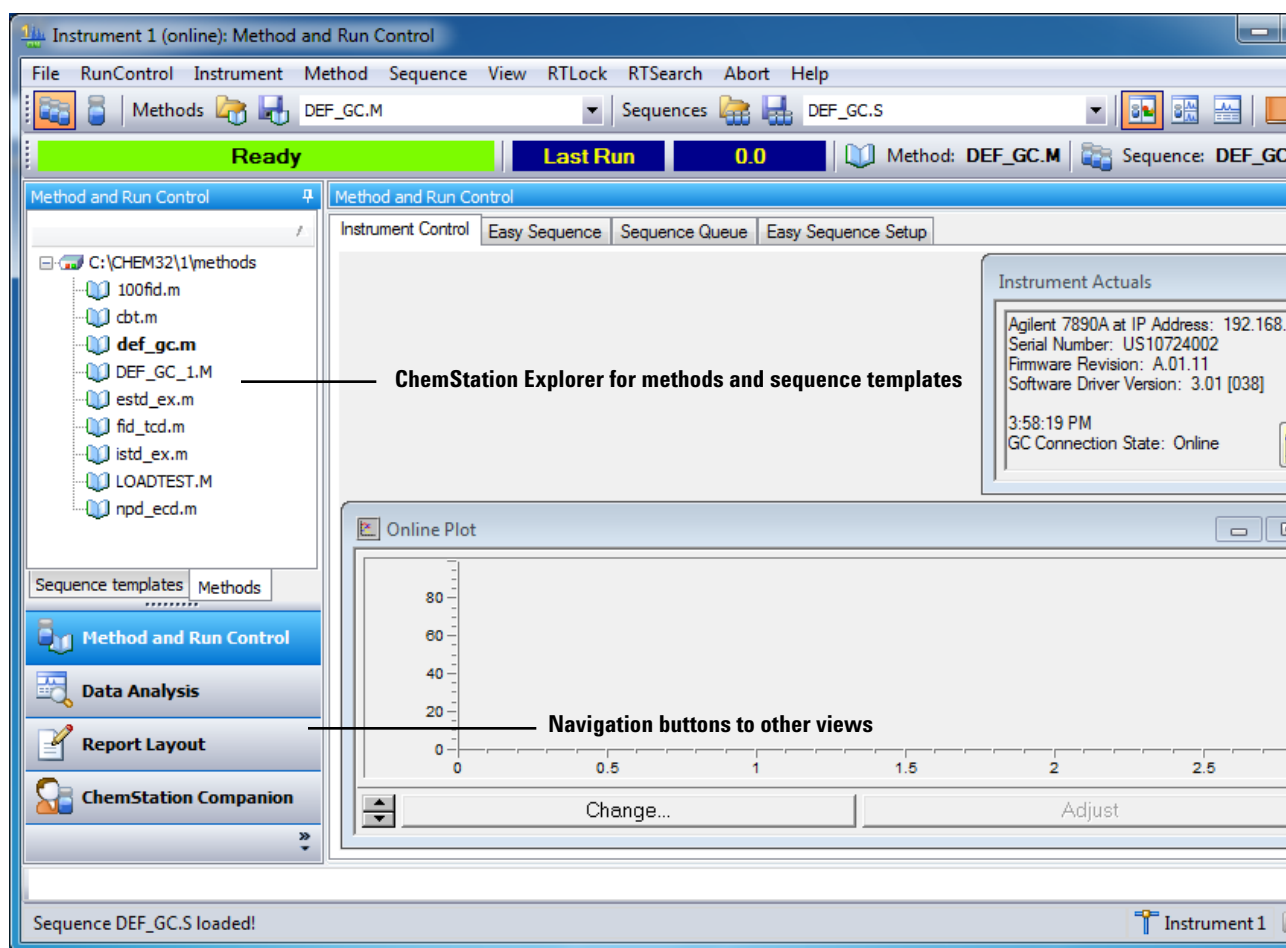 Instrument 1 (online): Method and Run Control
File RunControl Instrument Method Sequence View RTLock RTSearch Abort Help
Methods DEF_GC.M Sequences DEF_GC.S
Ready Last Run 0.0 Method: DEF_GC.M Sequence: DEF_GC
Method and Run Control
Method and Run Control
Instrument Control Easy Sequence Sequence Queue Easy Sequence Setup
C:\CHEM32\1\methods
100fid.m
cbt.m
def_gc.m
DEF_GC_1.M
estd_ex.m
fid_tcd.m
istd_ex.m
LOADTEST.M
npd_ecd.m
ChemStation Explorer for methods and sequence templates
Instrument Actuals
Agilent 7890A at IP Address: 192.168.
Serial Number: US10724002
Firmware Revision: A.01.11
Software Driver Version: 3.01 [038]
3:58:19 PM
GC Connection State: Online
Sequence templates Methods
Method and Run Control
Data Analysis
Report Layout
ChemStation Companion
Navigation buttons to other views
Online Plot
80
60
40
20
0
0 0.5 1 1.5 2 2.5
Change... Adjust
Sequence DEF_GC.S loaded! Instrument 1